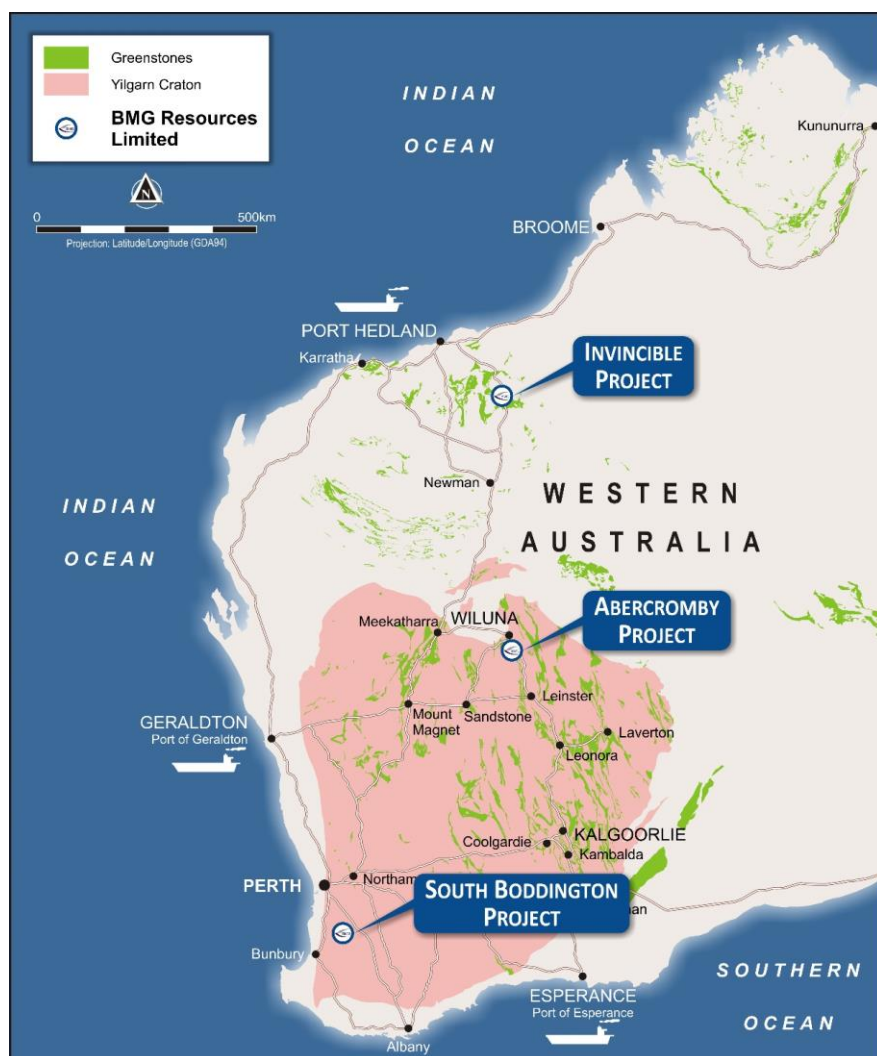 Greenstones
Yilgarn Craton
BMG Resources
Limited
N
0 500km
Projection: Latitude/Longitude (GDA94)
INDIAN
OCEAN
Kununurra
BROOME
PORT HEDLAND
Karratha
INVINCIBLE
PROJECT
Newman
WESTERN
AUSTRALIA
INDIAN
OCEAN
Meekatharra
WILUNA
ABERCROMBY
PROJECT
Leinster
Mount
Magnet
Sandstone
Laverton
Leonora
GERALDTON
Port of Geraldton
KALGOORLIE
Coolgardie
Kambalda
PERTH
Northam
SOUTH BODDINGTON
PROJECT
man
Bunbury
ESPERANCE
Port of Esperance
Albany
SOUTHERN
OCEAN